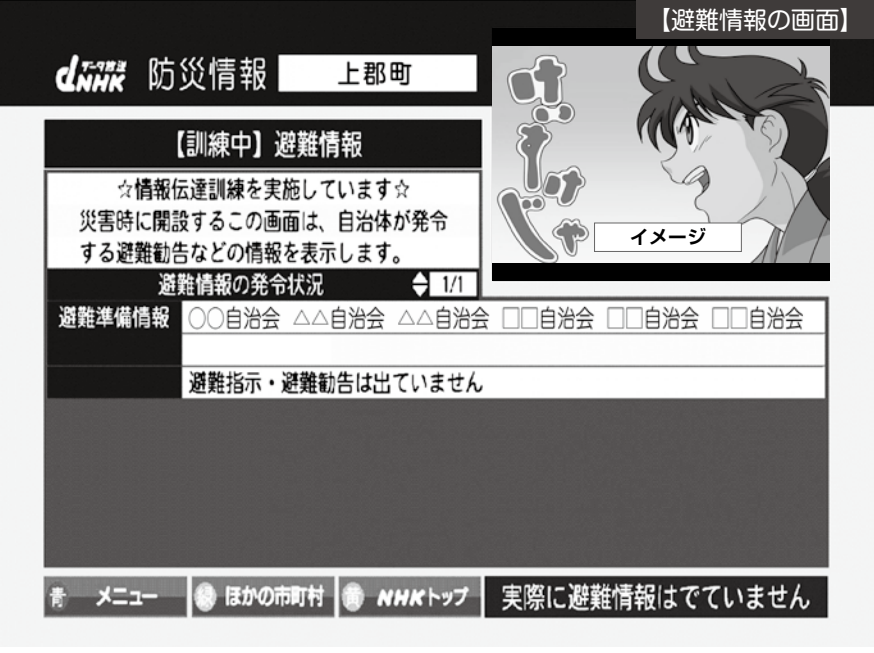 【避難情報の画面】
データ放送
dNHK 防災情報 上郡町
イメージ
【訓練中】避難情報
☆情報伝達訓練を実施しています☆
災害時に開設するこの画面は、自治体が発令
する避難勧告などの情報を表示します。
避難情報の発令状況 1/1
避難準備情報 ○○自治会 △△自治会 △△自治会 □□自治会 □□自治会 □□自治会
避難指示・避難勧告は出ていません
青 メニュー 緑 ほかの市町村 黄 NHKトップ 実際に避難情報はでていません